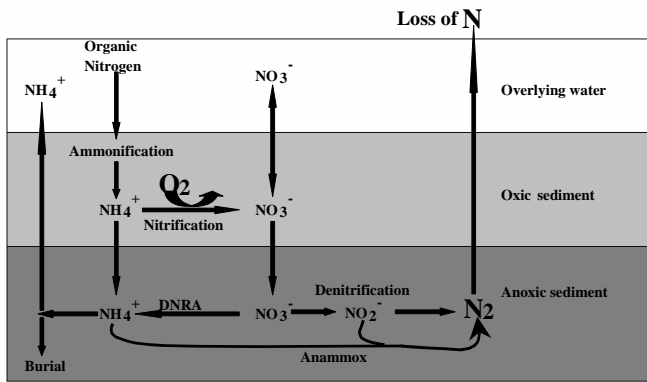 Loss of N
Organic
Nitrogen
NH4+
NO3-
Overlying water
Ammonification
O2
NH4+
NO3-
Oxic sediment
Nitrification
Denitrification
Anoxic sediment
DNRA
NH4+
NO3-
NO2-
N2
Anammox
Burial